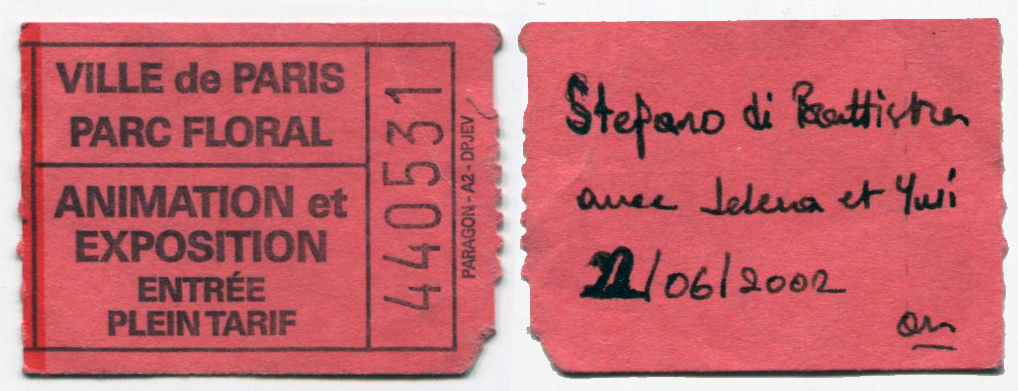 VILLE de PARIS
PARC FLORAL
ANIMATION et
EXPOSITION
ENTRÉE
PLEIN TARIF
440531
PARAGON - A2 - DPJEV
Stefano di Battista
avec Jelena et Yuri
22/06/2002